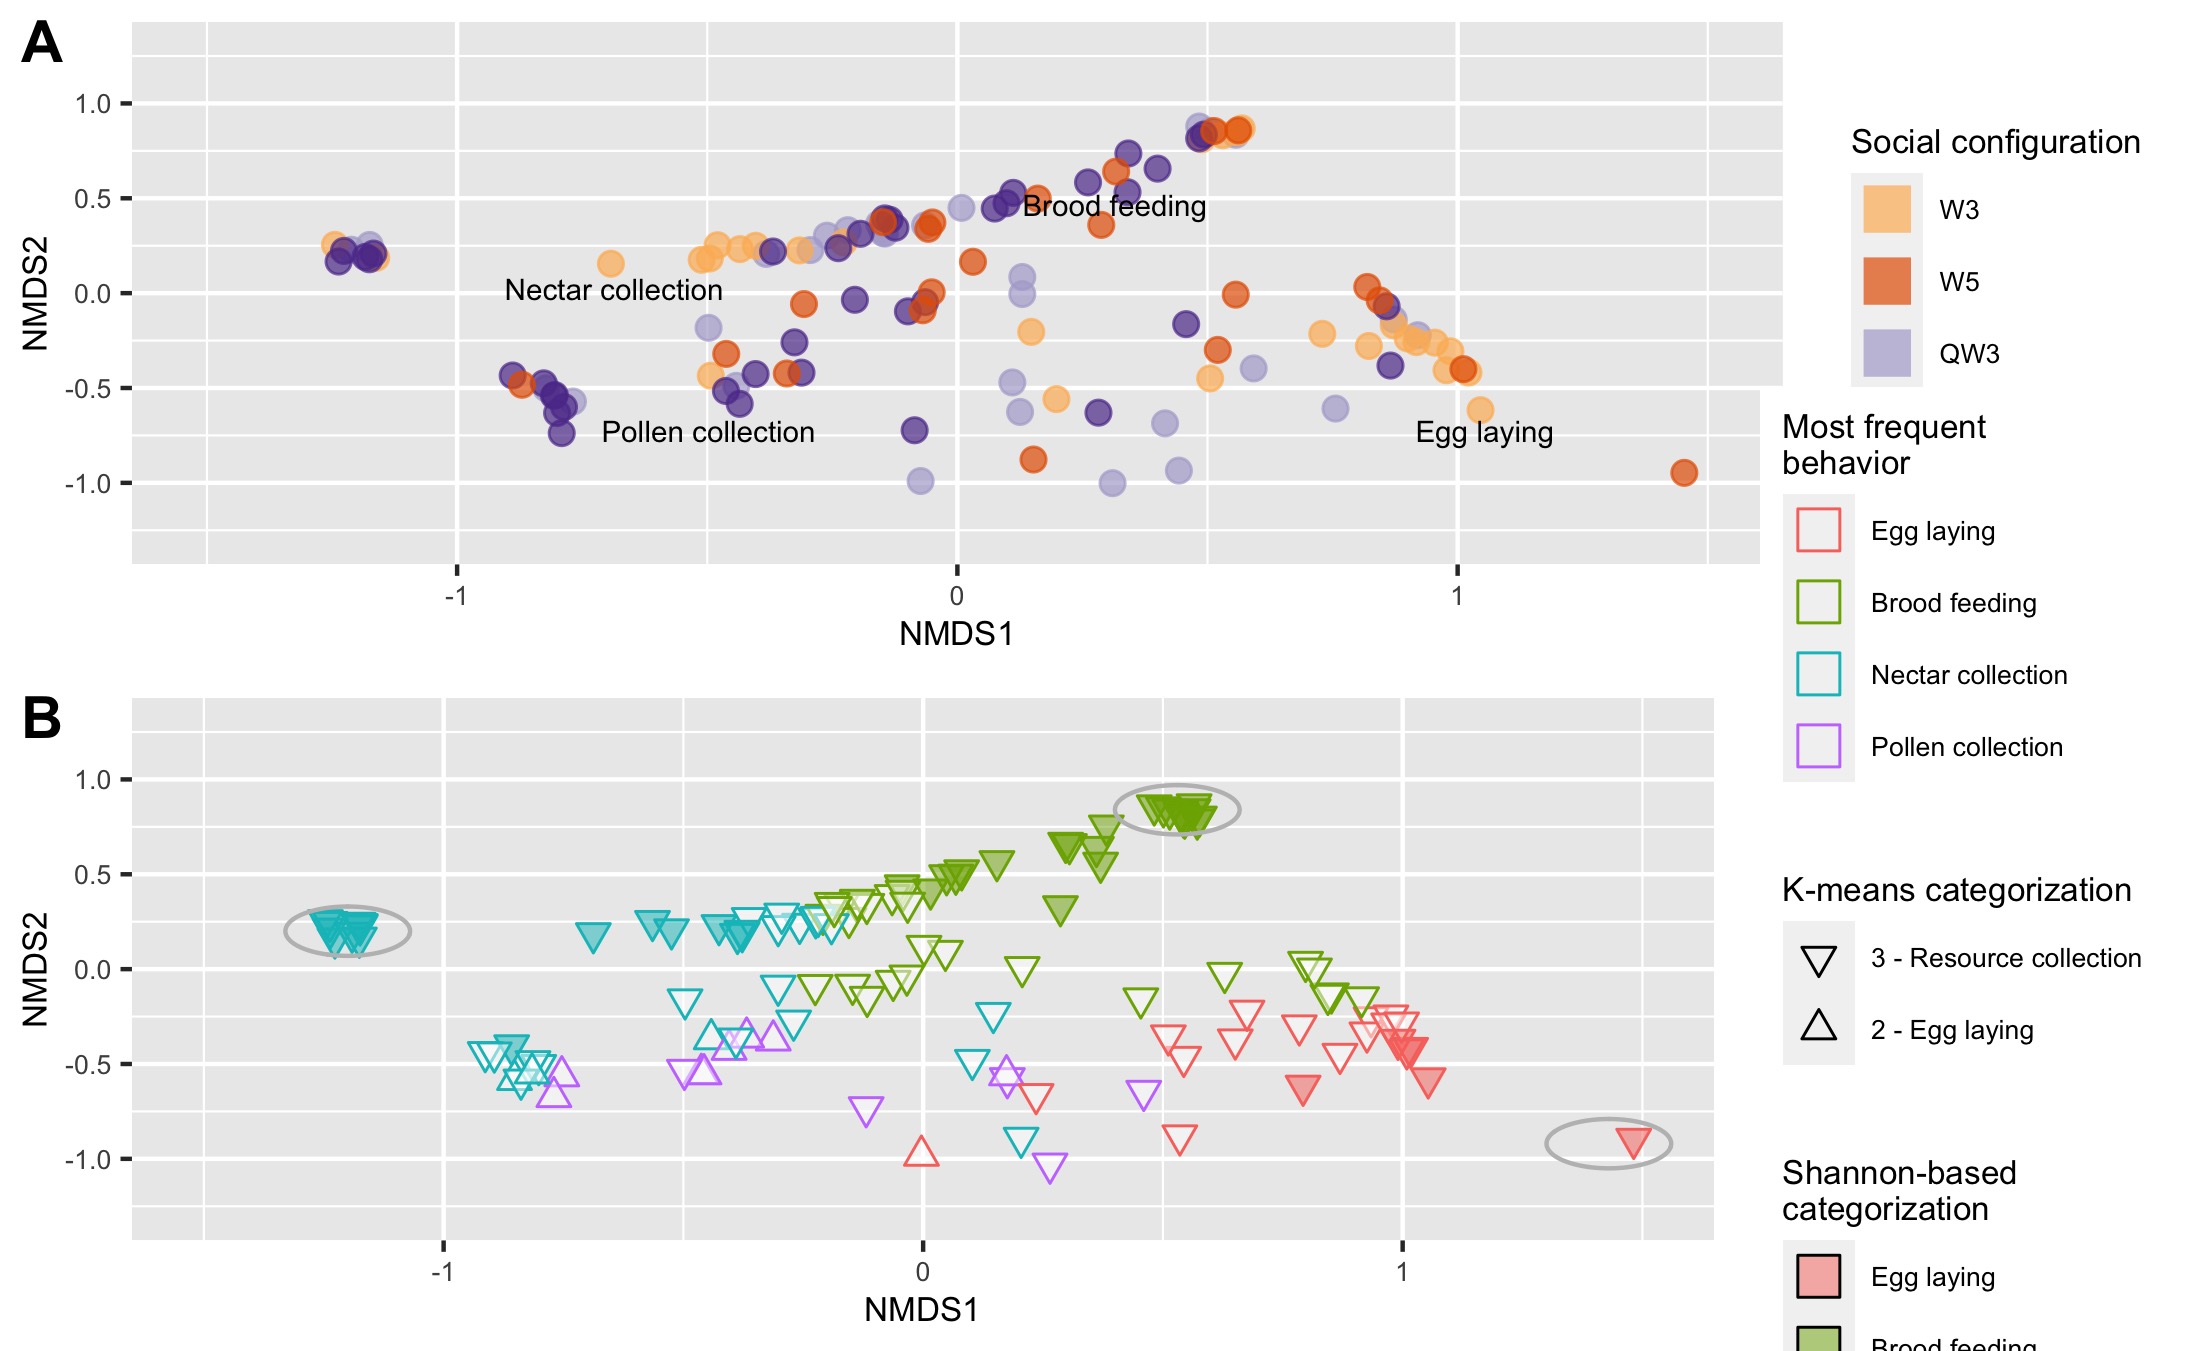 A
1.0
0.5
0.0
-0.5
-1.0
NMDS2
Brood feeding
Nectar collection
Pollen collection
Egg laying
-1
0
1
NMDS1
Social configuration
W3
W5
QW3
Most frequent
behavior
Egg laying
Brood feeding
Nectar collection
Pollen collection
B
1.0
0.5
0.0
-0.5
-1.0
NMDS2
-1
0
1
NMDS1
K-means categorization
3 - Resource collection
2 - Egg laying
Shannon-based
categorization
Egg laying
Brood feeding